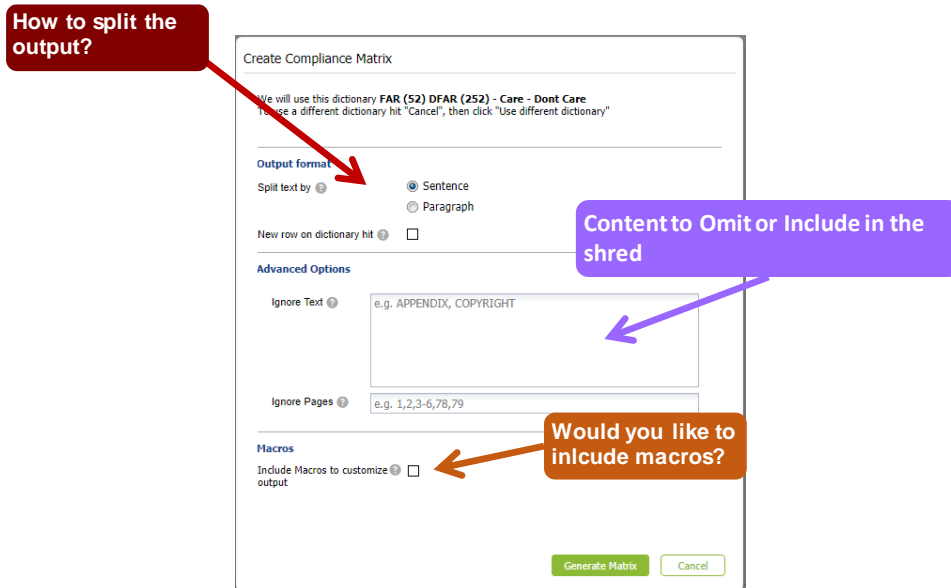 How to split the
output?
Create Compliance Matrix
We will use this dictionary FAR (52) DFAR (252) - Care - Dont Care
To use a different dictionary hit "Cancel", then click "Use different dictionary"
Output format
Split text by ?
Sentence
Paragraph
New row on dictionary hit ?
Content to Omit or Include in the
shred
Advanced Options
Ignore Text ?
e.g. APPENDIX, COPYRIGHT
Ignore Pages ?
e.g. 1,2,3-6,78,79
Would you like to
inlcude macros?
Macros
Include Macros to customize ?
output
Generate Matrix
Cancel